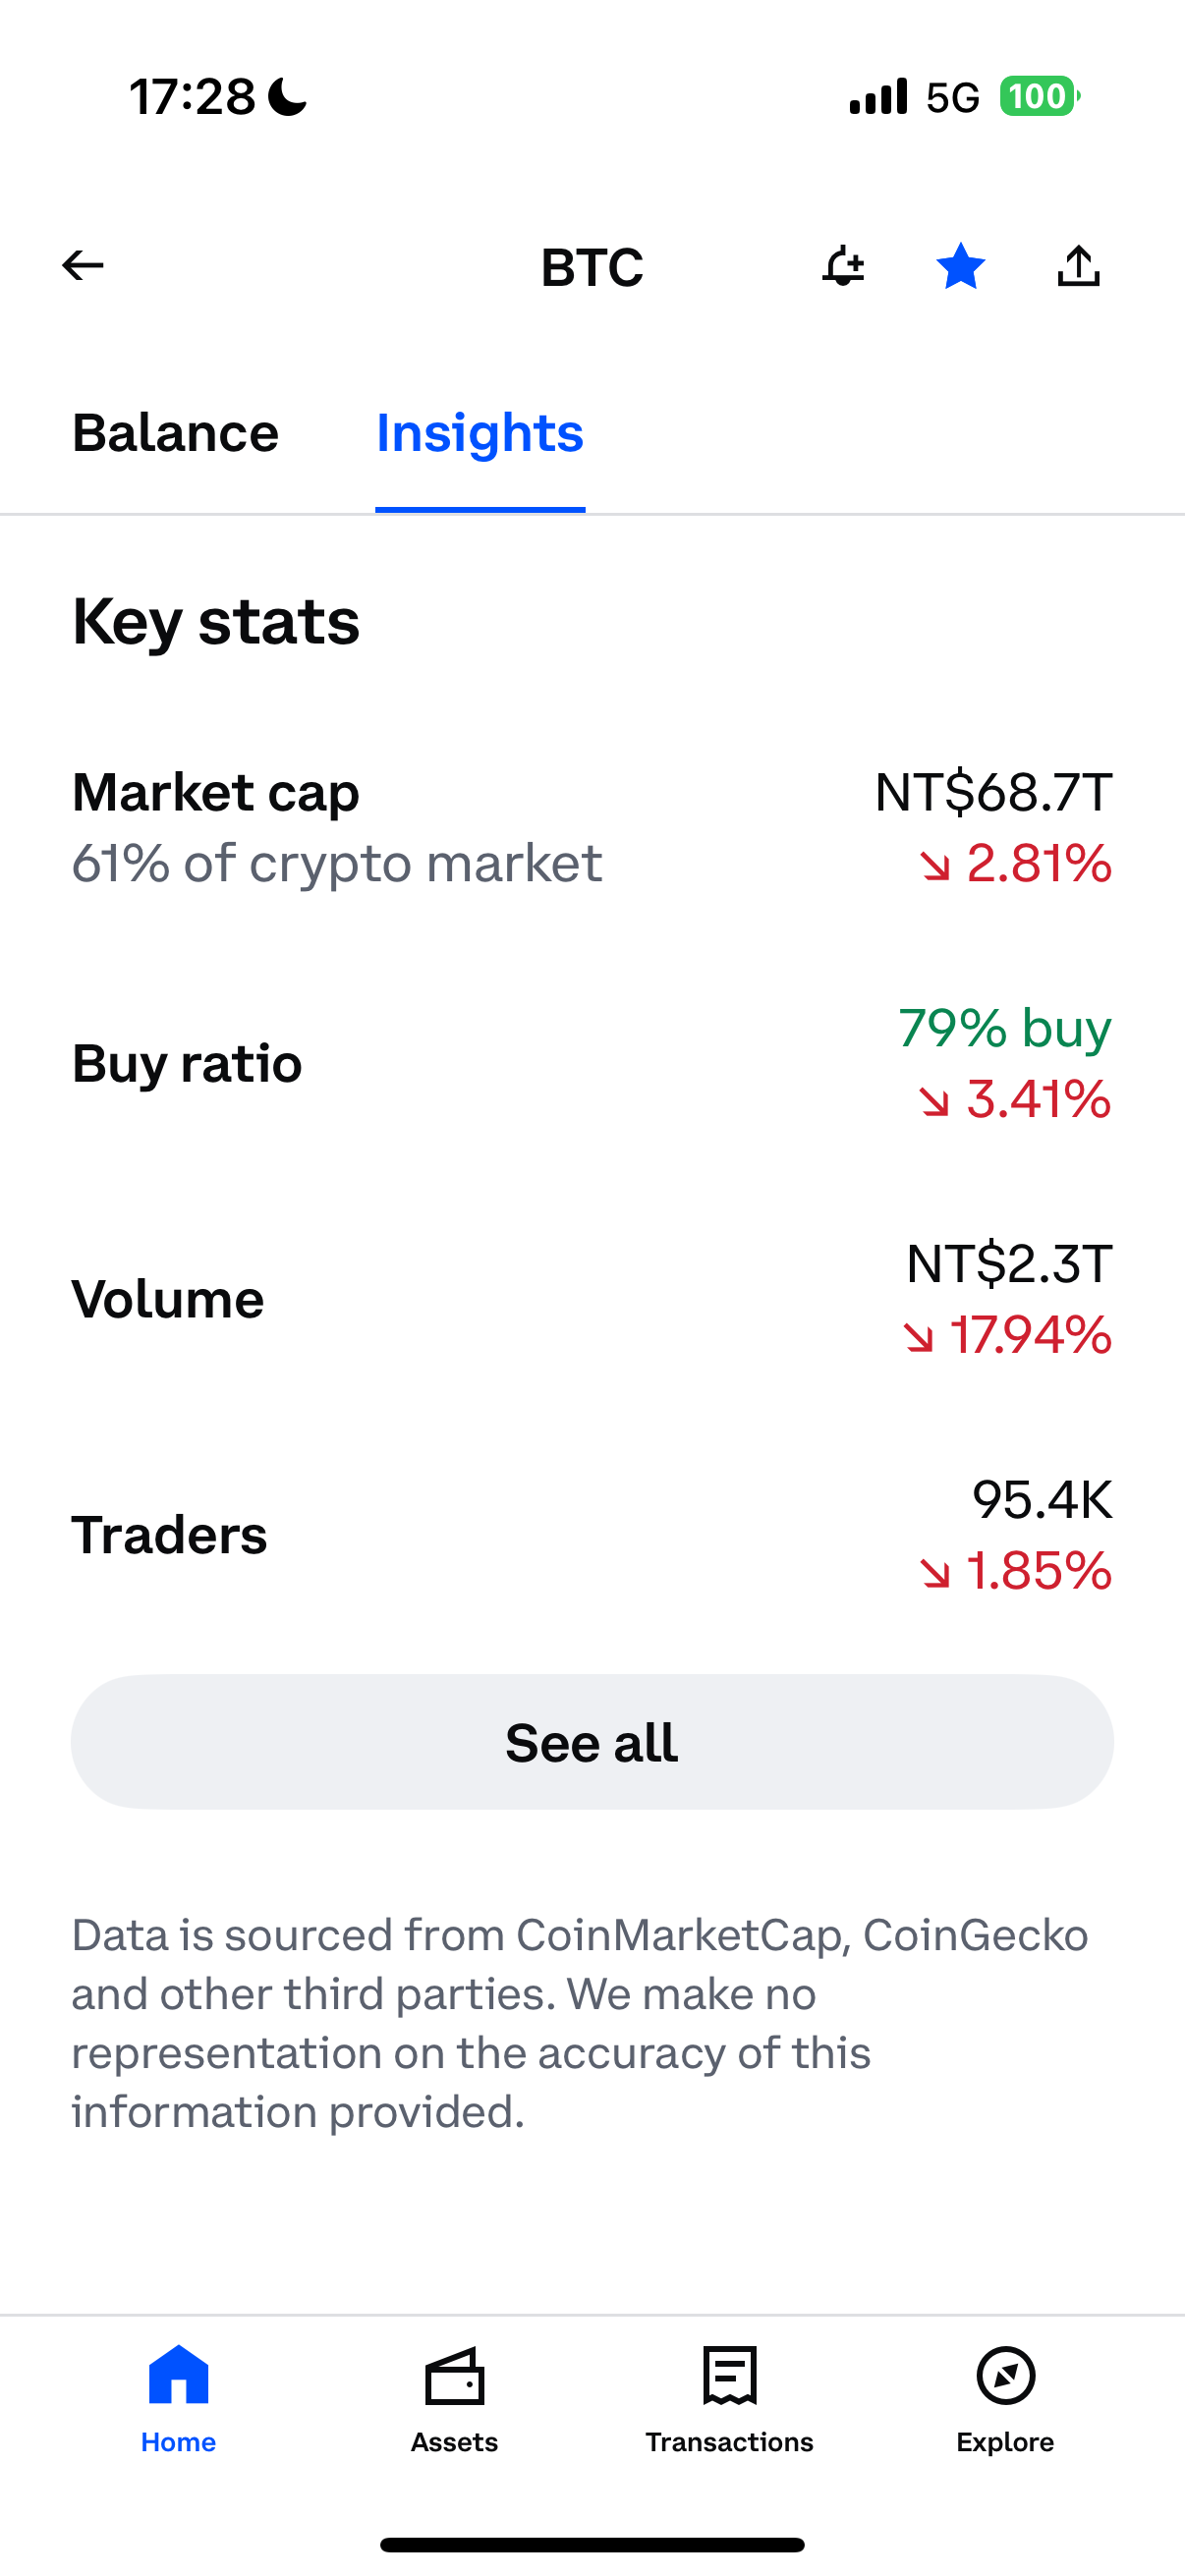 17:28
5G 100
BTC
Balance Insights
Key stats
Market cap NT$68.7T
61% of crypto market ↘ 2.81%
79% buy
Buy ratio
↘ 3.41%
NT$2.3T
Volume
↘ 17.94%
95.4K
Traders
↘ 1.85%
See all
Data is sourced from CoinMarketCap, CoinGecko
and other third parties. We make no
representation on the accuracy of this
information provided.
Home Assets Transactions Explore